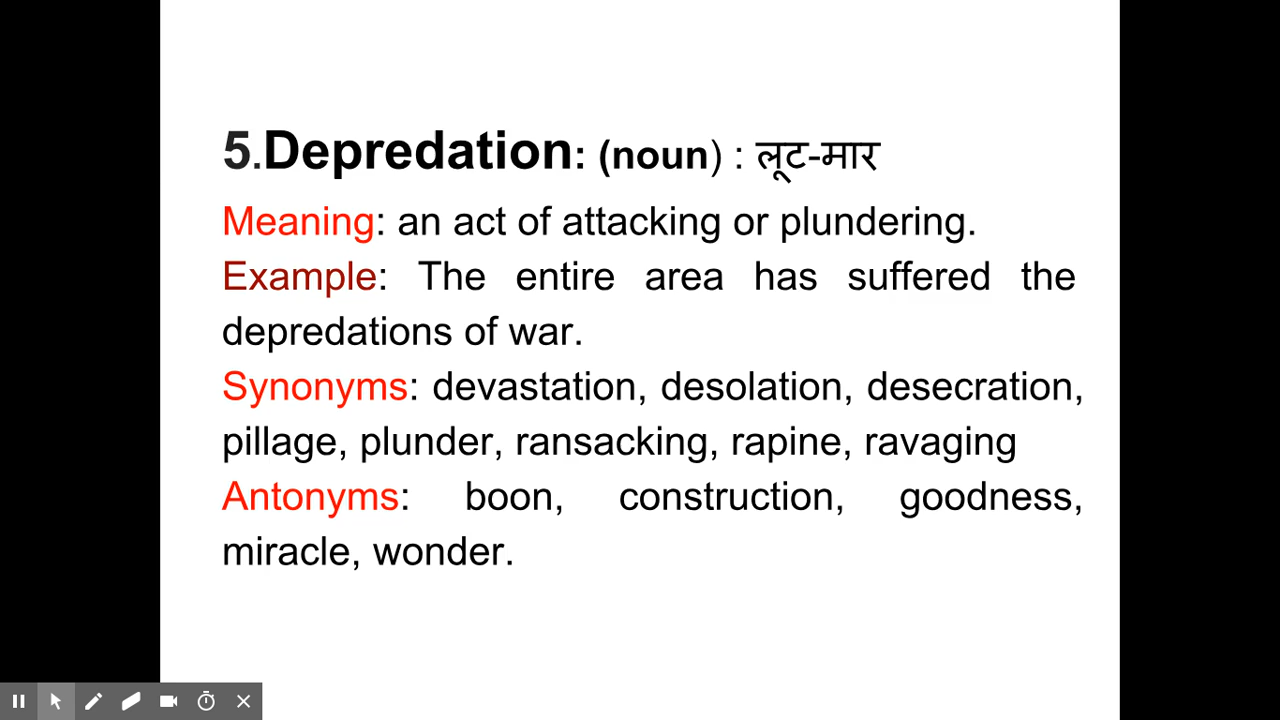 5.Depredation: (noun) : लूट-मार
Meaning: an act of attacking or plundering.
Example: The entire area has suffered the
depredations of war.
Synonyms: devastation, desolation, desecration,
pillage, plunder, ransacking, rapine, ravaging
Antonyms: boon, construction, goodness,
miracle, wonder.